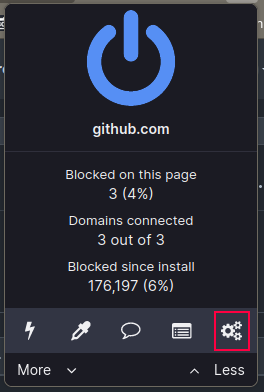 github.com
Blocked on this page
3 (4%)
Domains connected
3 out of 3
Blocked since install
176,197 (6%)
More
Less